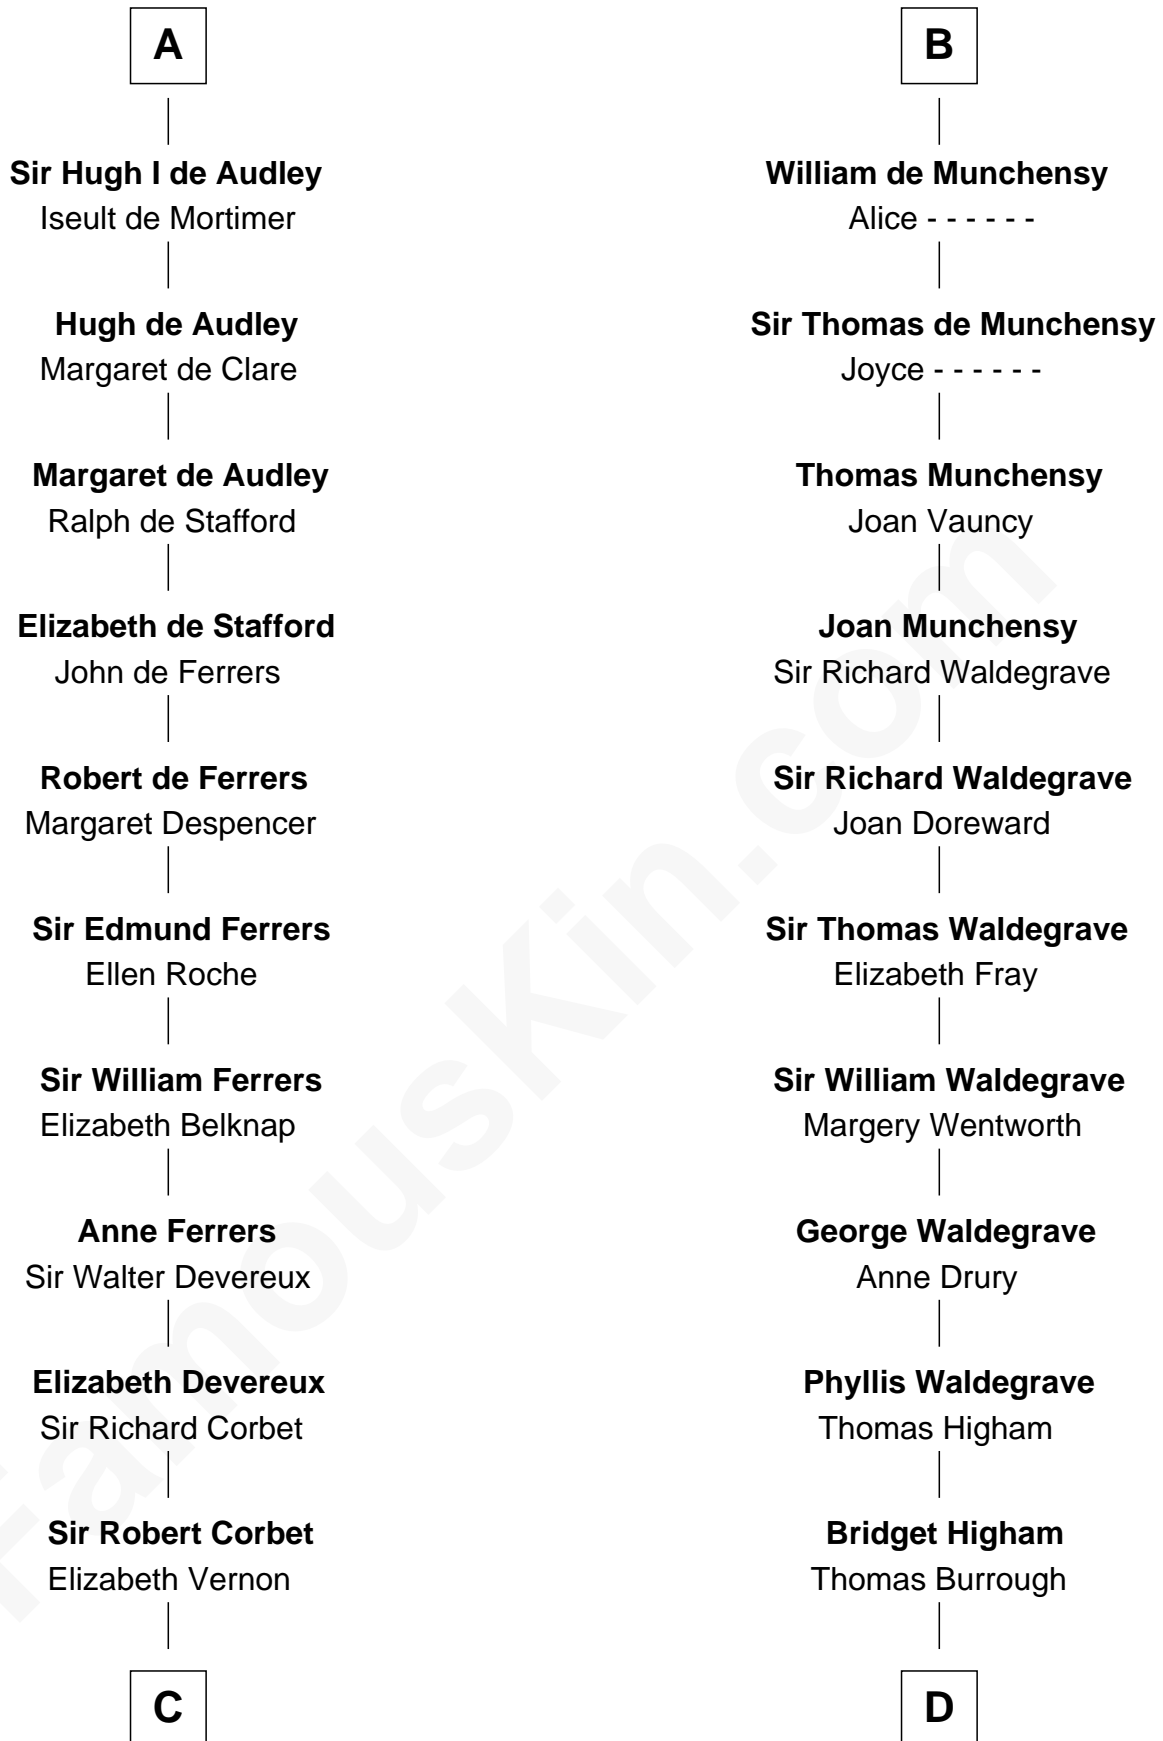 A
Sir Hugh I de Audley
Iseult de Mortimer
Hugh de Audley
Margaret de Clare
Margaret de Audley
Ralph de Stafford
Elizabeth de Stafford
John de Ferrers
Robert de Ferrers
Margaret Despencer
Sir Edmund Ferrers
Ellen Roche
Sir William Ferrers
Elizabeth Belknap
Anne Ferrers
Sir Walter Devereux
Elizabeth Devereux
Sir Richard Corbet
Sir Robert Corbet
Elizabeth Vernon
C
B
William de Munchensy
Alice - - - - - -
Sir Thomas de Munchensy
Joyce - - - - - -
Thomas Munchensy
Joan Vauncy
Joan Munchensy
Sir Richard Waldegrave
Sir Richard Waldegrave
Joan Doreward
Sir Thomas Waldegrave
Elizabeth Fray
Sir William Waldegrave
Margery Wentworth
George Waldegrave
Anne Drury
Phyllis Waldegrave
Thomas Higham
Bridget Higham
Thomas Burrough
D
FamousKin.com